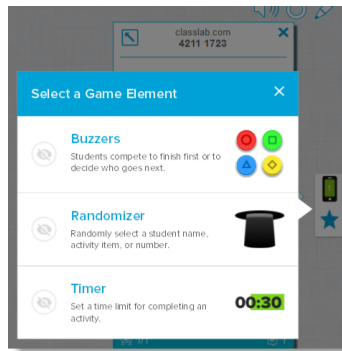 classlab.com
4211 1723
Select a Game Element
Buzzers
Students compete to finish first or to
decide who goes next.
Randomizer
Randomly select a student name,
activity item, or number.
Timer
Set a time limit for completing an
activity.
00:30